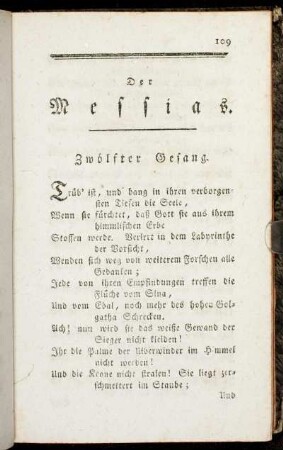 109
Der
Messias.
Zwölfter Gesang.
Trüb' ist, und bang in ihren verborgen-
sten Tiefen die Seele,
Wenn sie fürchtet, daß Gott sie aus ihrem
himmlischen Erbe
Stossen werde. Verirrt in dem Labyrinthe
der Vorsicht,
Wenden sich weg von weiterem Forschen alle
Gedanken;
Jede von ihren Empfindungen treffen die
Flüche vom Sina,
Und vom Ebal, noch mehr des hohen Gol-
gatha Schrecken.
Ach! nun wird sie das weisse Gewand der
Sieger nicht kleiden!
Ihr die Palme der Überwinder im Himmel
nicht wehen!
Und die Krone nicht stralen! Sie liegt zer-
schmettert im Staube;
Und